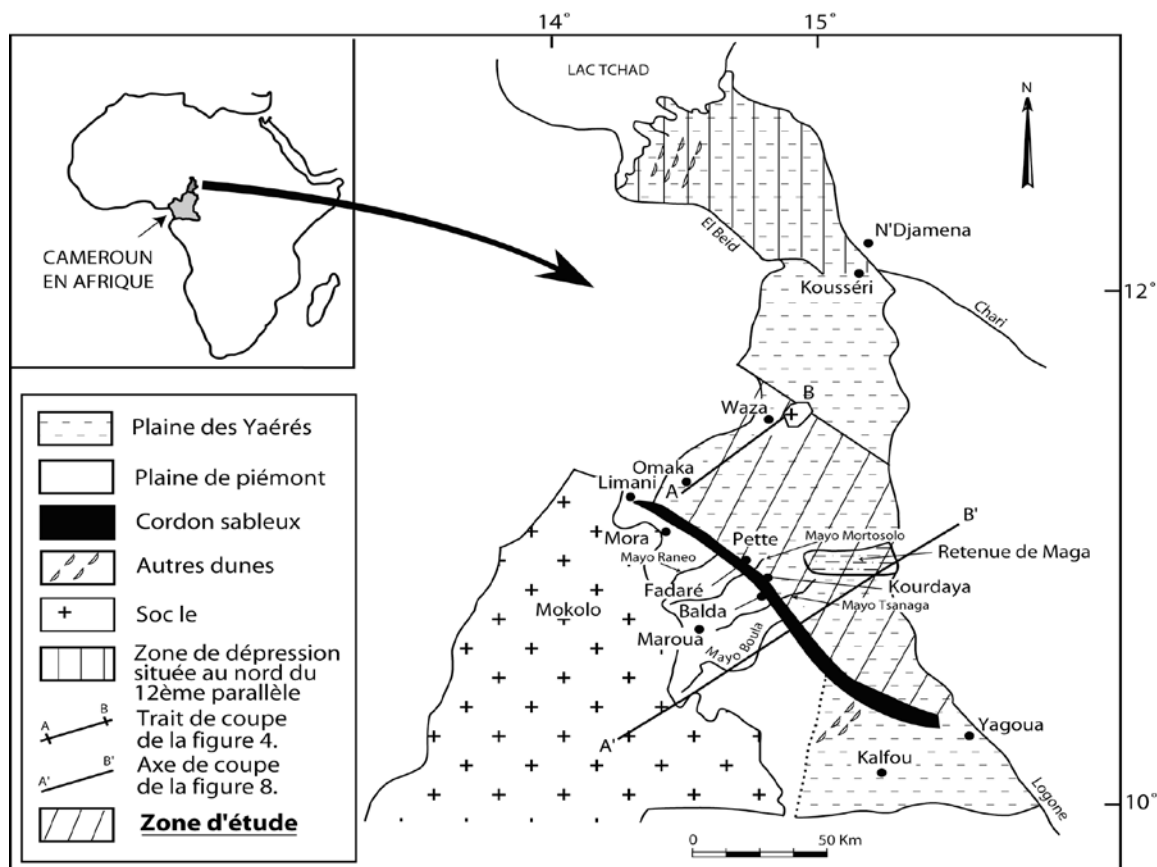 14°
15°
LAC TCHAD
N
CAMEROUN
EN AFRIQUE
El Beid
N'Djamena
Kousséri
12°
Chari
Waza
B
Omaka
A
Limani
Mora
Mayo Raneo
Pette
Mayo Mortosolo
B'
Retenue de Maga
Fadaré
Kourdaya
Mokolo
Balda
Mayo Tsanaga
Maroua
Mayo Boula
A'
Yagoua
Kalfou
Logone
10°
0 50 Km
Plaine des Yaérés
Plaine de piémont
Cordon sableux
Autres dunes
Soc le
Zone de dépression
située au nord du
12ème parallèle
A B
Trait de coupe
de la figure 4.
A' B'
Axe de coupe
de la figure 8.
Zone d'étude